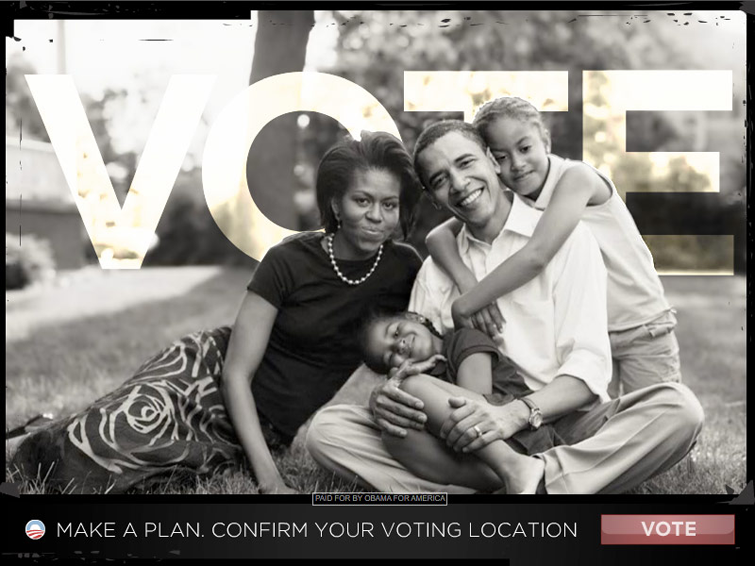 VOTE
PAID FOR BY OBAMA FOR AMERICA
MAKE A PLAN. CONFIRM YOUR VOTING LOCATION
VOTE